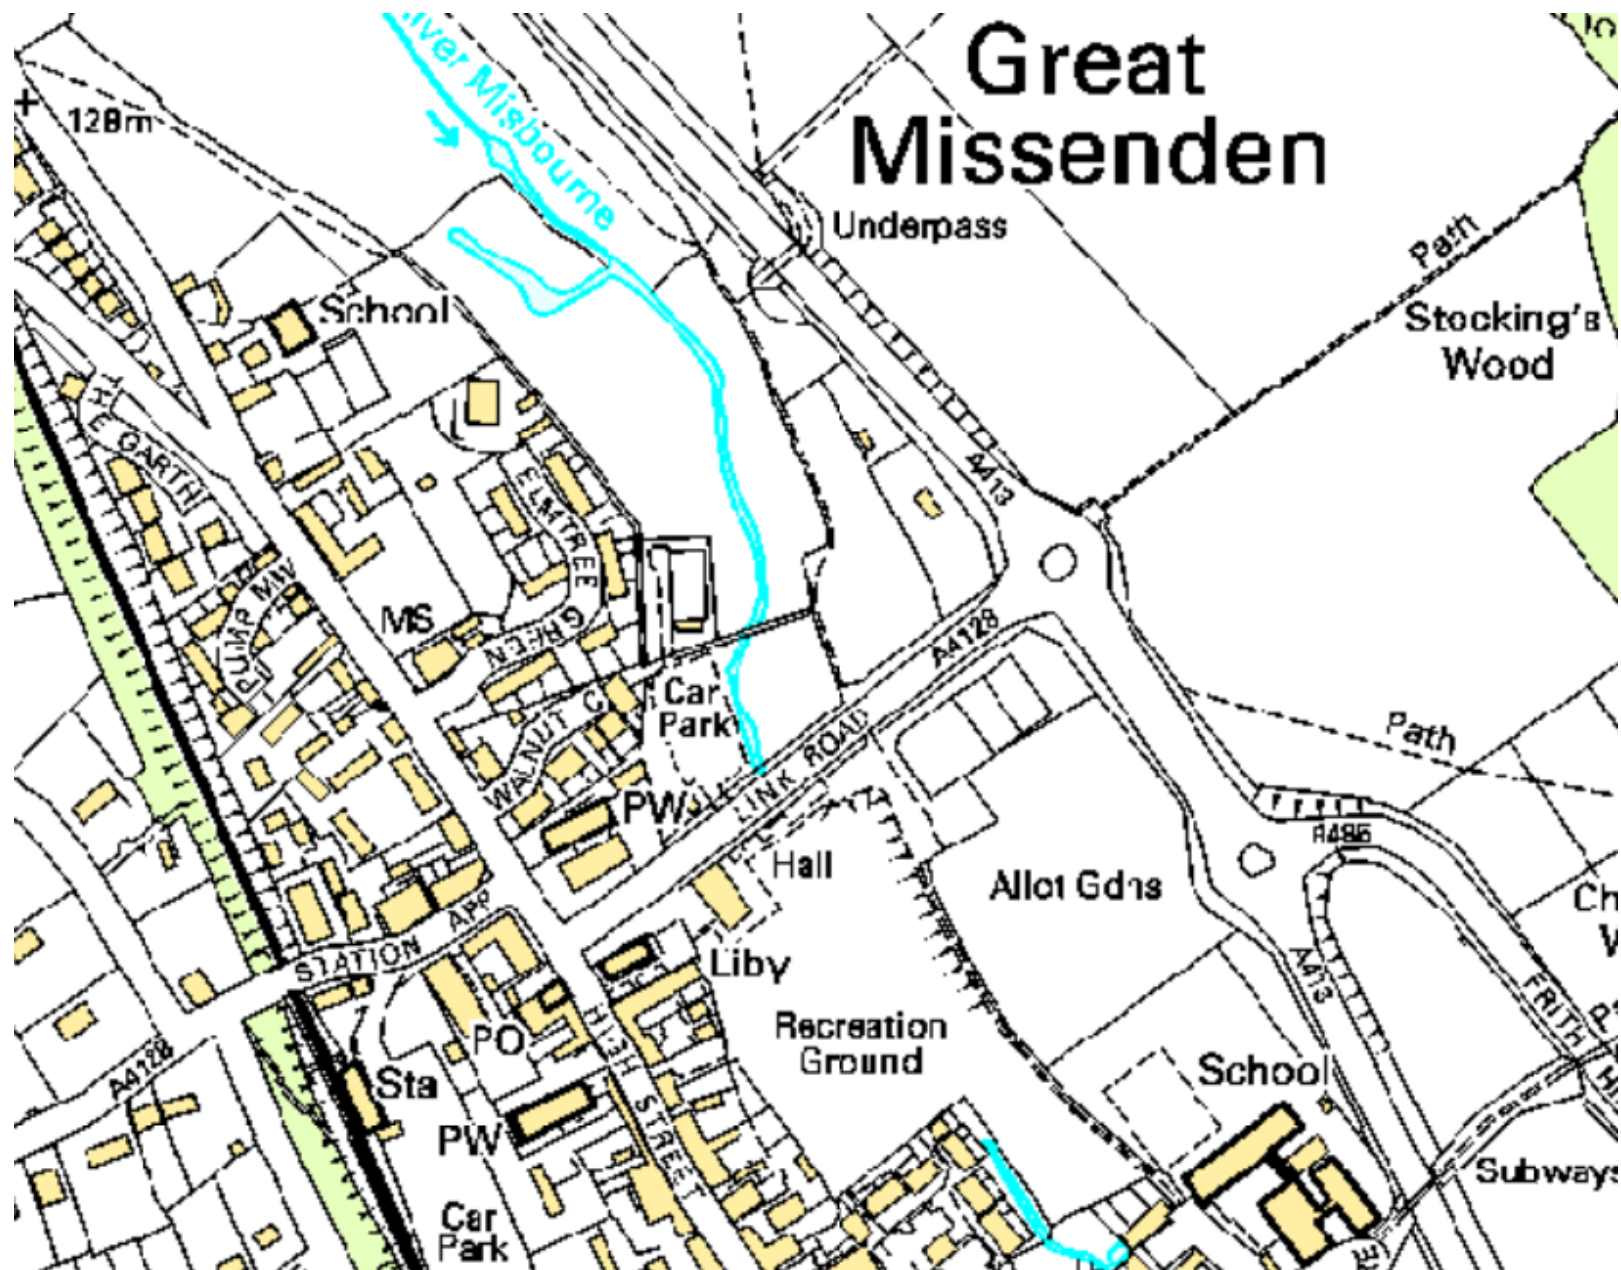 River Misbourne
Great
Missenden
128m
Underpass
Path
School
Stocking's
Wood
THE GARTH
A413
ELMTREE
GREEN
PUMP MW
MS
A4128
Car
Park
WALNUT
LINK ROAD
PW
Path
A485
Hall
Allot Gdns
STATION APP
Liby
A413
FRITH
Recreation
Ground
PO
HIGH STREET
School
A4128
Sta
PW
Subways
Car
Park